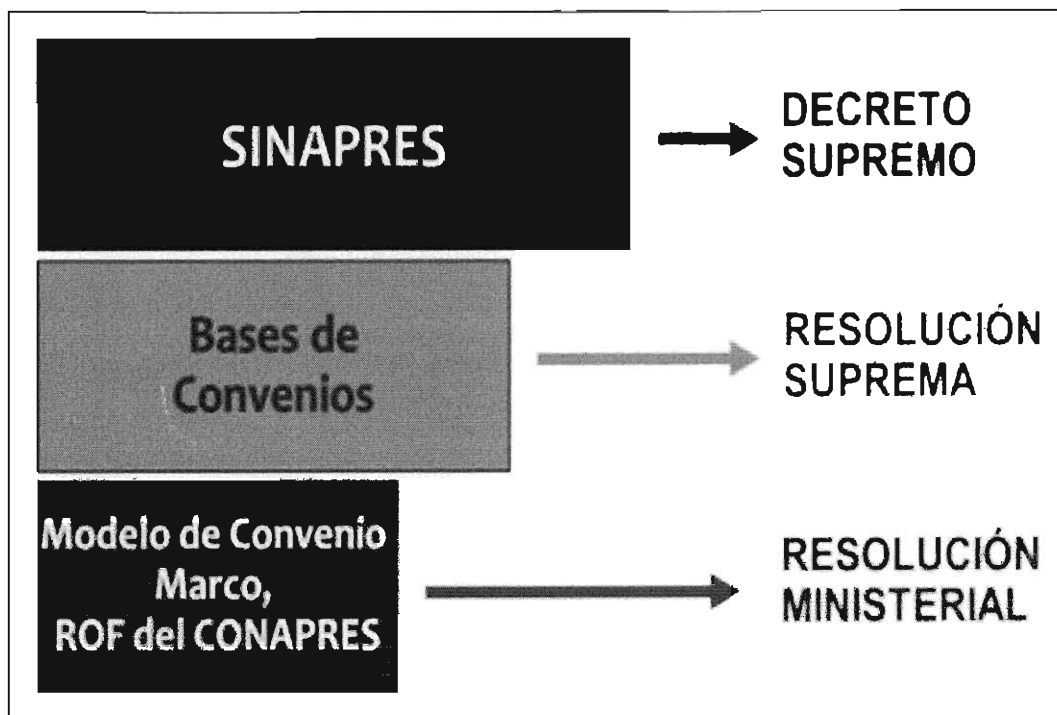 SINAPRES
DECRETO
SUPREMO
Bases de
Convenios
RESOLUCIÓN
SUPREMA
Modelo de Convenio
Marco,
ROF del CONAPRES
RESOLUCIÓN
MINISTERIAL